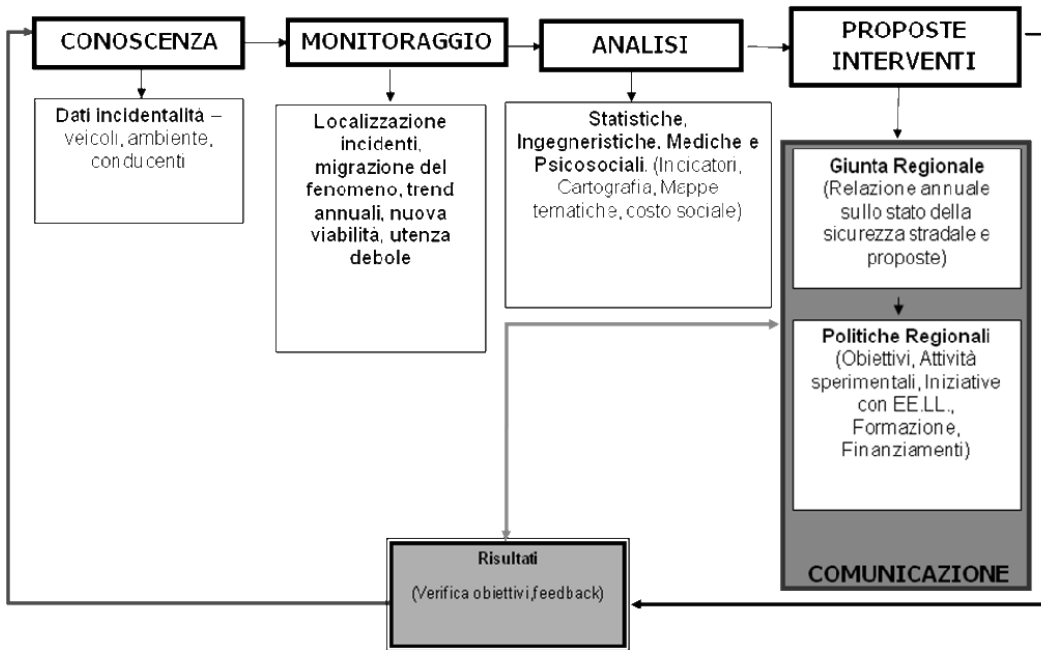 CONOSCENZA
MONITORAGGIO
ANALISI
PROPOSTE
INTERVENTI
Dati incidentalità –
veicoli, ambiente,
conducenti
Localizzazione
incidenti,
migrazione del
fenomeno, trend
annuali, nuova
viabilità, utenza
debole
Statistiche,
Ingegneristiche, Mediche e
Psicosociali. (Incicatori,
Cartografia, Mappe
tematiche, costo sociale)
Giunta Regionale
(Relazione annuale
sullo stato della
sicurezza stradale e
proposte)
Politiche Regionali
(Obiettivi, Attività
sperimentali, Iniziative
con EE.LL.,
Formazione,
Finanziamenti)
COMUNICAZIONE
Risultati
(Verifica obiettivi,feedback)